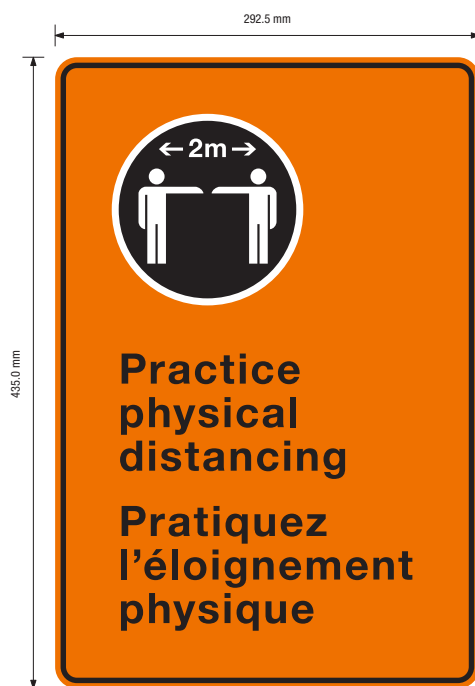 292.5 mm
435.0 mm
2m
Practice
physical
distancing
Pratiquez
l’éloignement
physique